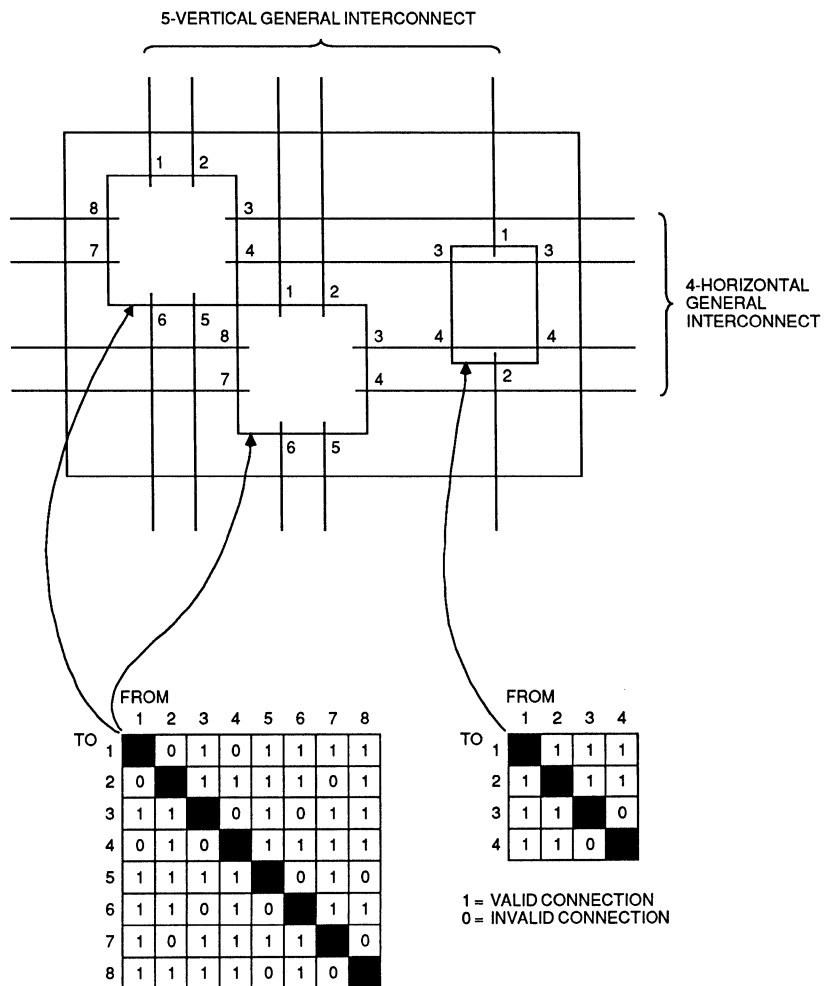 5-VERTICAL GENERAL INTERCONNECT
1 2
8 3
1
3 3
7 4
4-HORIZONTAL
GENERAL
INTERCONNECT
1 2
6 5
8 3 4 4
7 4
2
6 5
FROM
1 2 3 4 5 6 7 8
TO
1 0 1 0 1 1 1 1
2 0 1 1 1 1 0 1
3 1 1 0 1 0 1 1
4 0 1 0 1 1 1 1
5 1 1 1 1 0 1 0
6 1 1 0 1 0 1 1
7 1 0 1 1 1 1 0
8 1 1 1 1 0 1 0
FROM
1 2 3 4
TO
1 1 1 1
2 1 1 1
3 1 1 0
4 1 1 0
1 = VALID CONNECTION
0 = INVALID CONNECTION